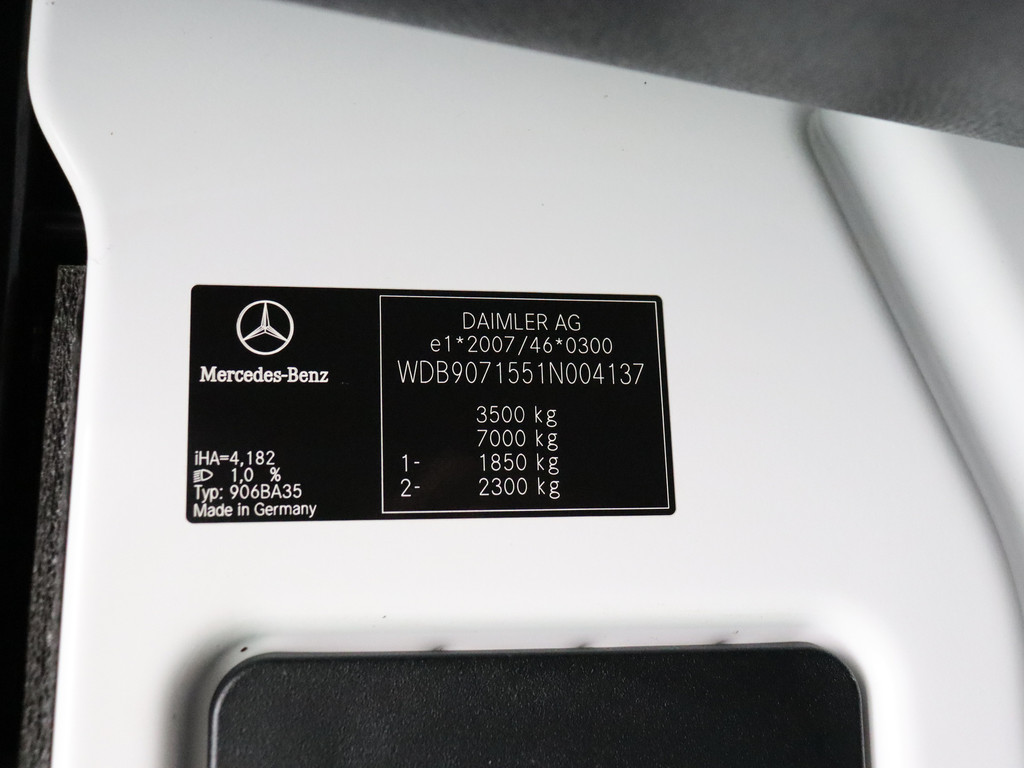 Mercedes-Benz
iHA=4,182
1,0 %
Typ: 906BA35
Made in Germany
DAIMLER AG
e1*2007/46*0300
WDB9071551N004137
3500 kg
7000 kg
1- 1850 kg
2- 2300 kg